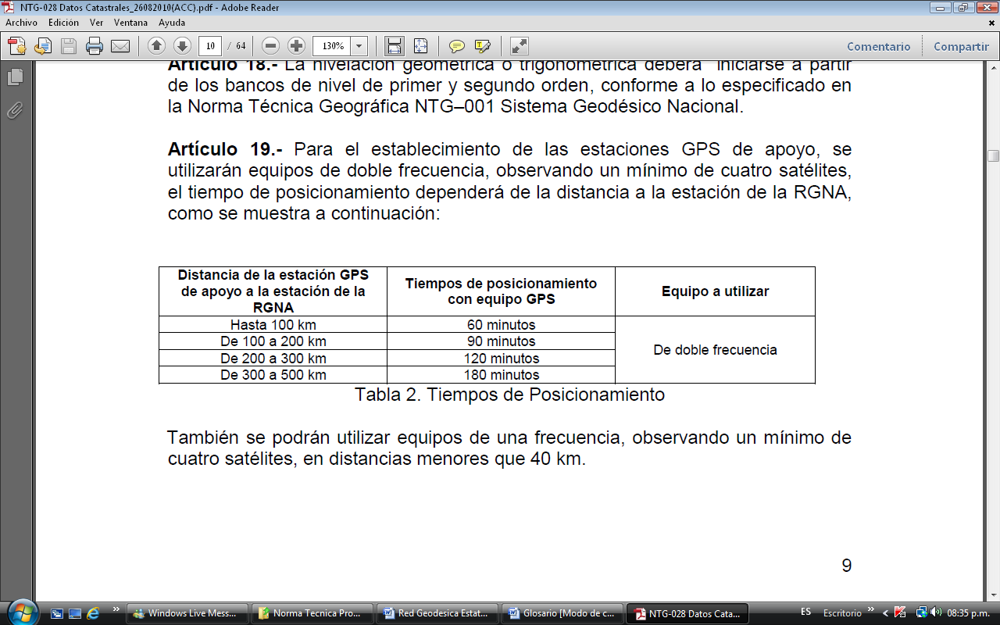 NTG-028 Datos Catastrales_26082010(ACC).pdf - Adobe Reader
Archivo Edición Ver Ventana Ayuda
10 / 64 130% Comentario Compartir
Artículo 18.- La nivelación geométrica o trigonométrica deberá iniciarse a partir
de los bancos de nivel de primer y segundo orden, conforme a lo especificado en
la Norma Técnica Geográfica NTG–001 Sistema Geodésico Nacional.
Artículo 19.- Para el establecimiento de las estaciones GPS de apoyo, se
utilizarán equipos de doble frecuencia, observando un mínimo de cuatro satélites,
el tiempo de posicionamiento dependerá de la distancia a la estación de la RGNA,
como se muestra a continuación:
Distancia de la estación GPS
de apoyo a la estación de la
RGNA
Tiempos de posicionamiento
con equipo GPS
Equipo a utilizar
Hasta 100 km 60 minutos
De 100 a 200 km 90 minutos
De 200 a 300 km 120 minutos
De 300 a 500 km 180 minutos
De doble frecuencia
Tabla 2. Tiempos de Posicionamiento
También se podrán utilizar equipos de una frecuencia, observando un mínimo de
cuatro satélites, en distancias menores que 40 km.
9
Windows Live Mess... Norma Tecnica Pro... Red Geodesica Estat... Glosario [Modo de c... NTG-028 Datos Cata... ES Escritorio 08:35 p.m.